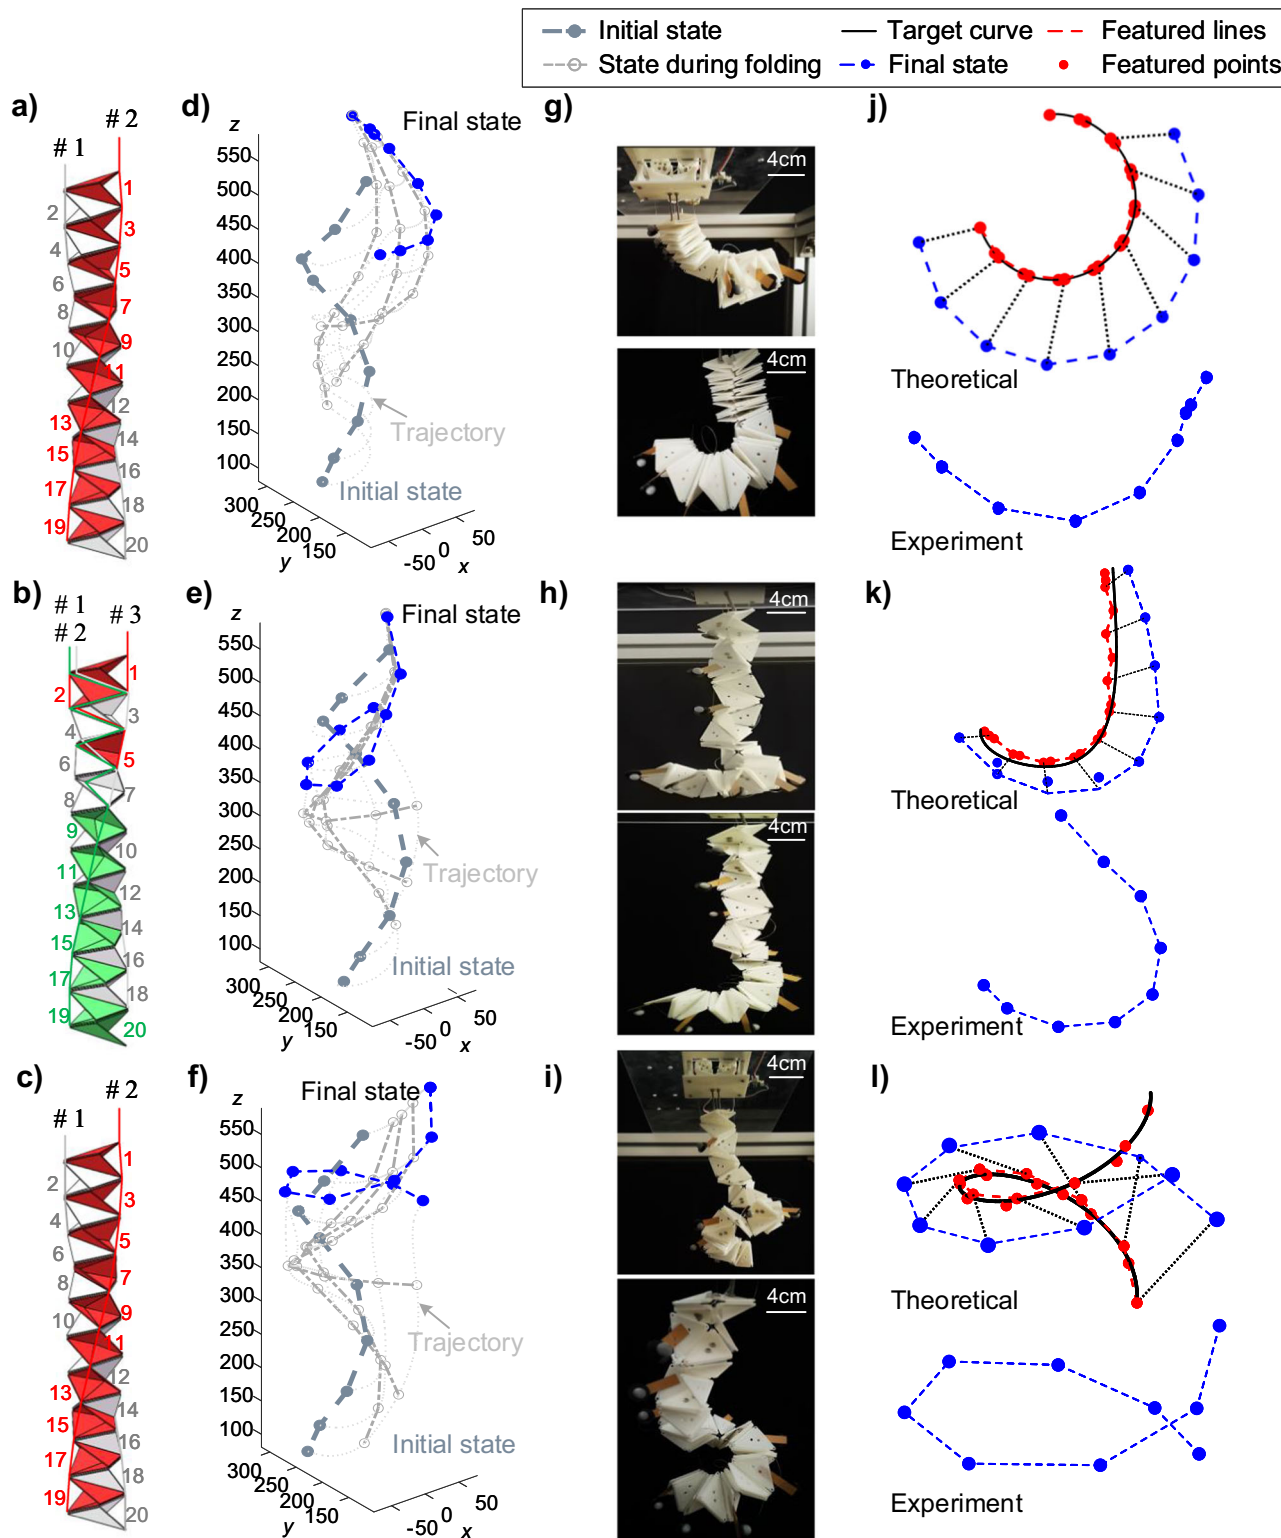 Initial state
Target curve
Featured lines
State during folding
Final state
Featured points
a)
# 1
# 2
1
2
3
4
5
6
7
8
9
10
11
12
13
14
15
16
17
18
19
20
d)
z
Final state
550
500
450
400
350
300
250
200
150
100
Trajectory
Initial state
300
250
200
150
y
-50
0
50
x
g)
4cm
4cm
j)
Theoretical
Experiment
b)
# 1
# 2
# 3
1
2
3
4
5
6
7
8
9
10
11
12
13
14
15
16
17
18
19
20
e)
z
Final state
550
500
450
400
350
300
250
200
150
100
Trajectory
Initial state
300
250
200
150
y
-50
0
50
x
h)
4cm
4cm
k)
Theoretical
Experiment
c)
# 1
# 2
1
2
3
4
5
6
7
8
9
10
11
12
13
14
15
16
17
18
19
20
f)
z
Final state
550
500
450
400
350
300
250
200
150
100
Trajectory
Initial state
300
250
200
150
y
-50
0
50
x
i)
4cm
4cm
l)
Theoretical
Experiment